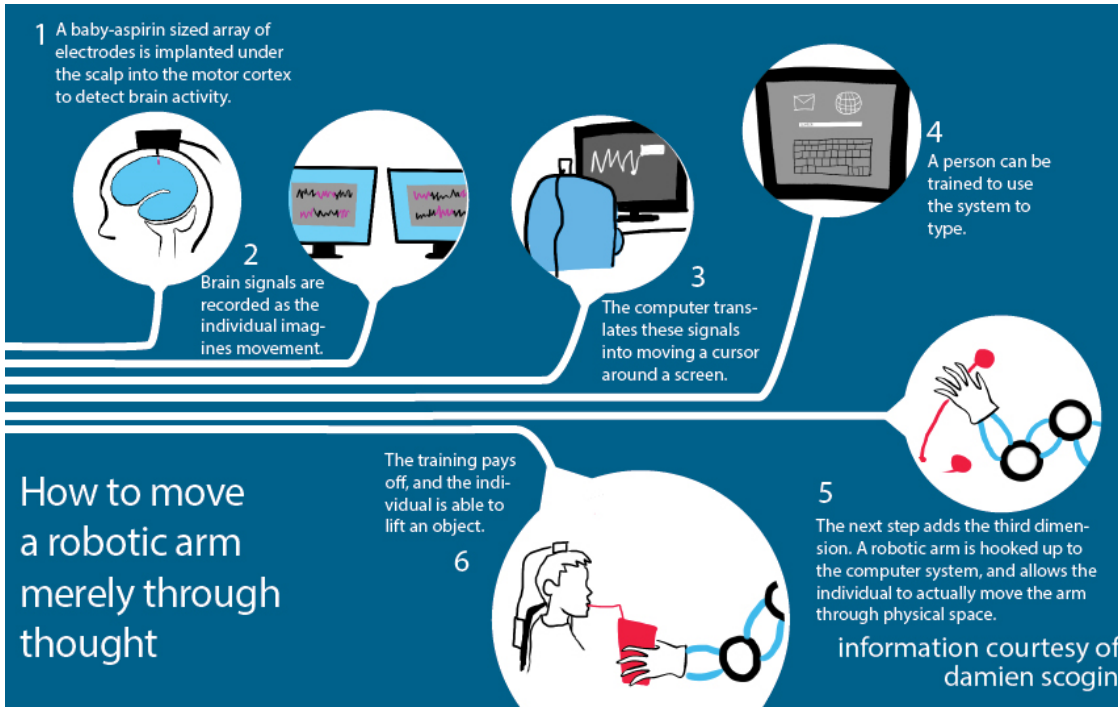 1
A baby-aspirin sized array of
electrodes is implanted under
the scalp into the motor cortex
to detect brain activity.
2
Brain signals are
recorded as the
individual imag-
ines movement.
3
The computer trans-
lates these signals
into moving a cursor
around a screen.
4
A person can be
trained to use
the system to
type.
5
The next step adds the third dimen-
sion. A robotic arm is hooked up to
the computer system, and allows the
individual to actually move the arm
through physical space.
The training pays
off, and the indi-
vidual is able to
lift an object.
6
How to move
a robotic arm
merely through
thought
information courtesy of
damien scogin